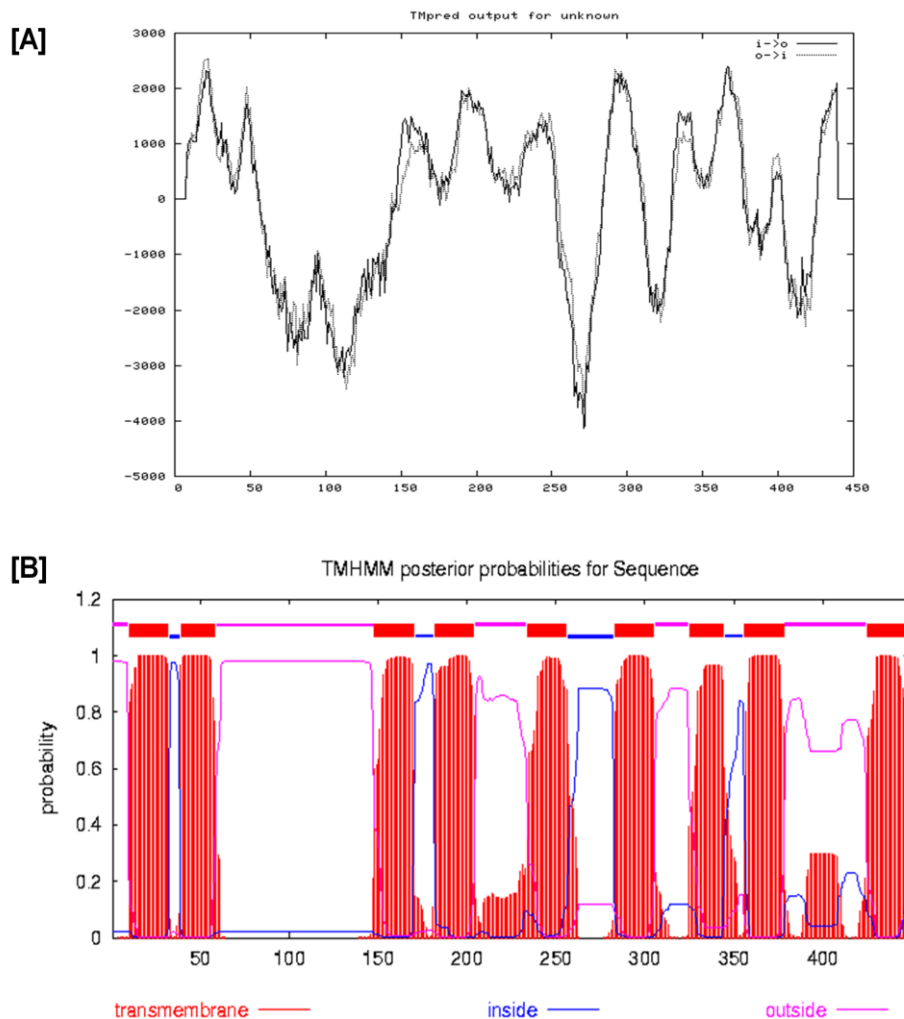 [A]
TMpred output for unknown
i->o
o->i
3000
2000
1000
0
-1000
-2000
-3000
-4000
-5000
0 50 100 150 200 250 300 350 400 450
[B]
TMHMM posterior probabilities for Sequence
probability
1.2
1
0.8
0.6
0.4
0.2
0
50 100 150 200 250 300 350 400
transmembrane inside outside